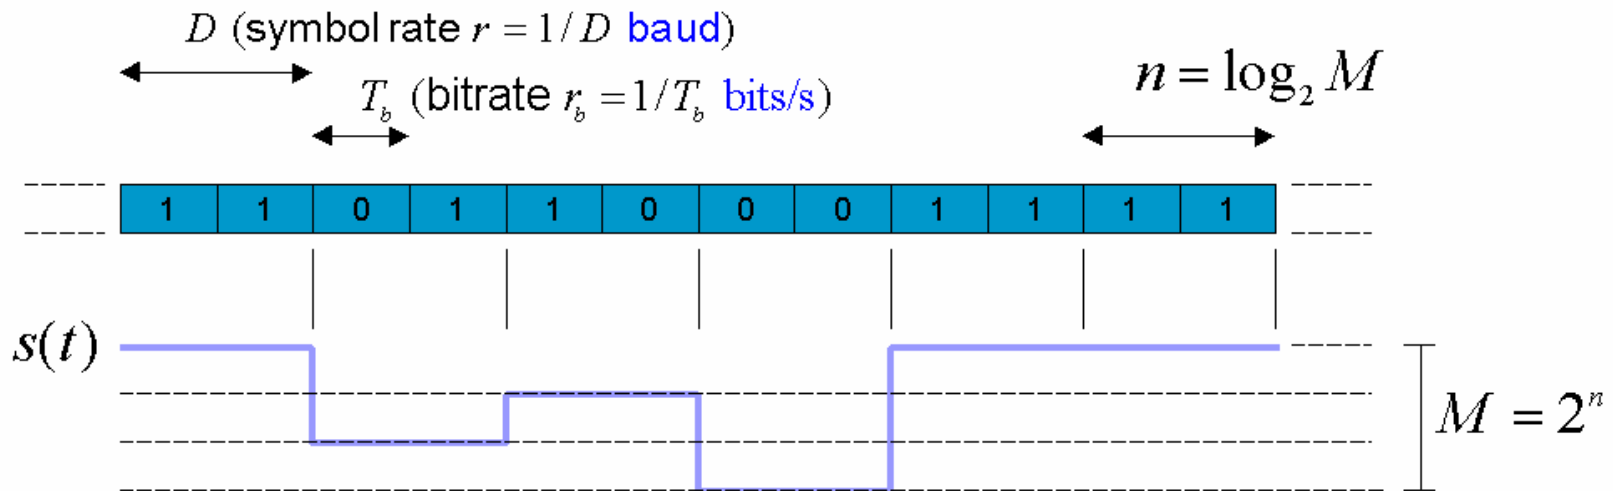 D (symbol rate r = 1/D baud)
T_b (bitrate r_b = 1/T_b bits/s)
n = log_2 M
1 1 0 1 1 0 0 0 1 1 1 1
s(t)
M = 2^n